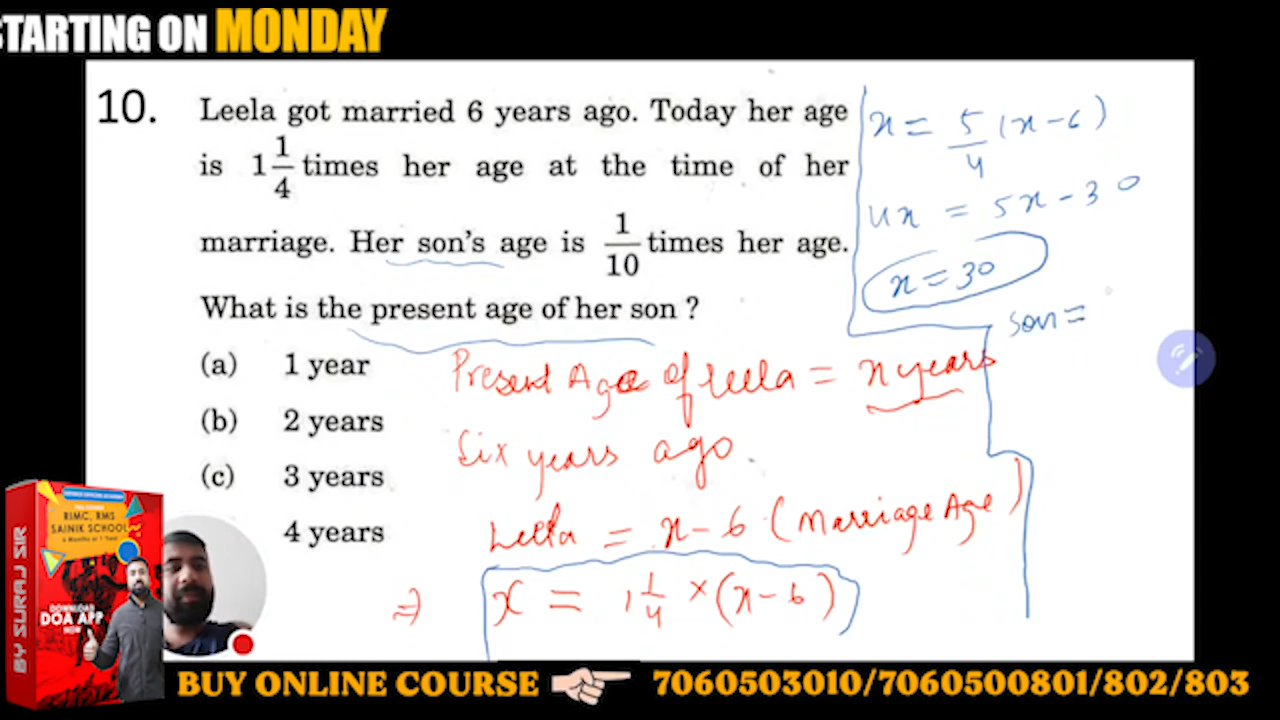 STARTING ON MONDAY
10.
Leela got married 6 years ago. Today her age
is 1 1/4 times her age at the time of her
marriage. Her son's age is 1/10 times her age.
What is the present age of her son ?
(a) 1 year
(b) 2 years
(c) 3 years
4 years
x = 5/4 (x-6)
4x = 5x-30
x=30
son =
Present Age of leela = x years
Six years ago
Leela = x-6 (Marriage Age)
⇒ x = 1 1/4 × (x-6)
RIMC, RMS
SAINIK SCHOOL
DOWNLOAD
DOA APP
NOW
BY SURAJ SIR
BUY ONLINE COURSE 7060503010/7060500801/802/803